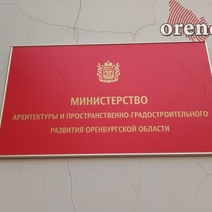 oren
МИНИСТЕРСТВО
АРХИТЕКТУРЫ И ПРОСТРАНСТВЕННО-ГРАДОСТРОИТЕЛЬНОГО
РАЗВИТИЯ ОРЕНБУРГСКОЙ ОБЛАСТИ